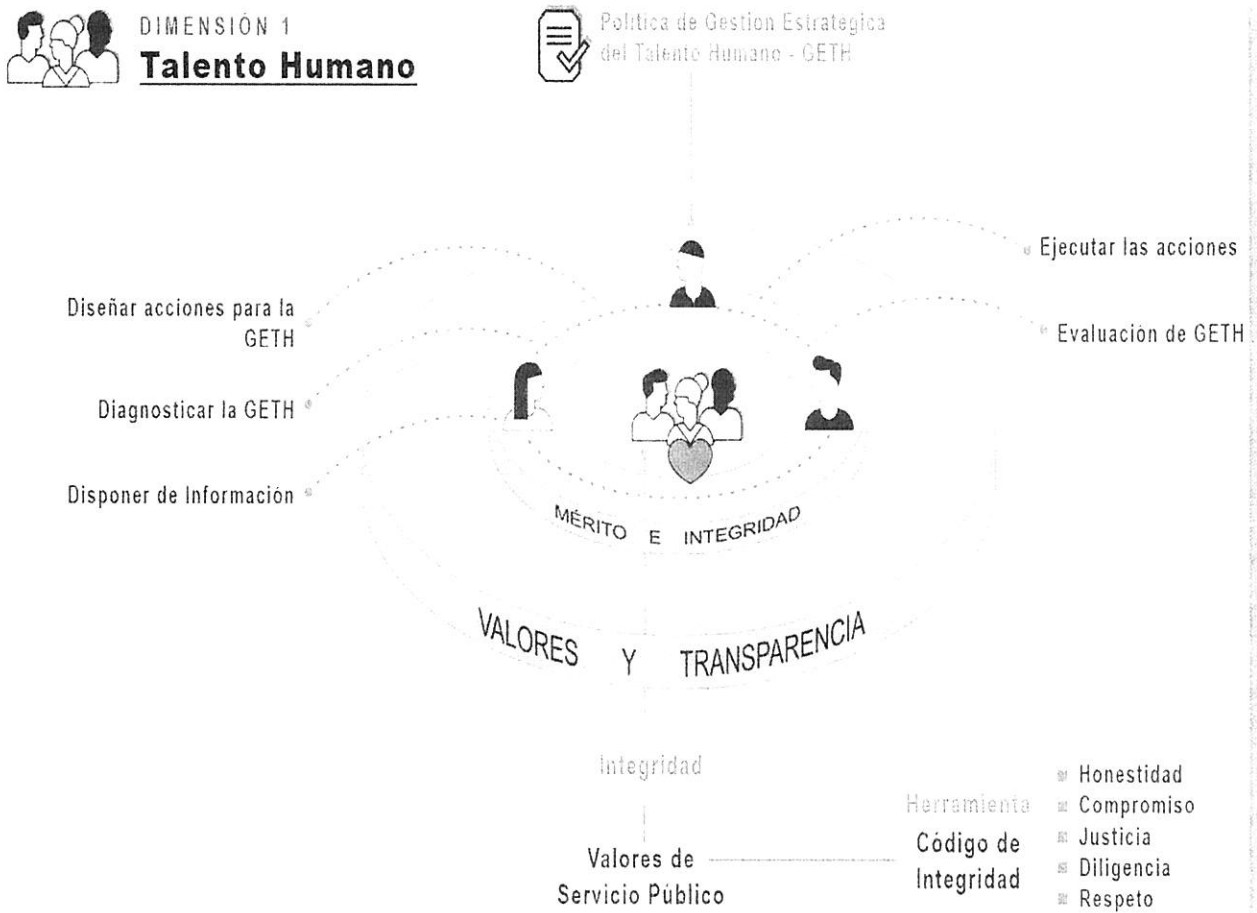 DIMENSIÓN 1
Talento Humano
Política de Gestion Estrategica
del Talento Humano - GETH
Diseñar acciones para la
GETH
Diagnosticar la GETH
Disponer de Información
Ejecutar las acciones
Evaluación de GETH
MÉRITO E INTEGRIDAD
VALORES Y TRANSPARENCIA
Integridad
Valores de
Servicio Público
Herramienta
Código de
Integridad
Honestidad
Compromiso
Justicia
Diligencia
Respeto